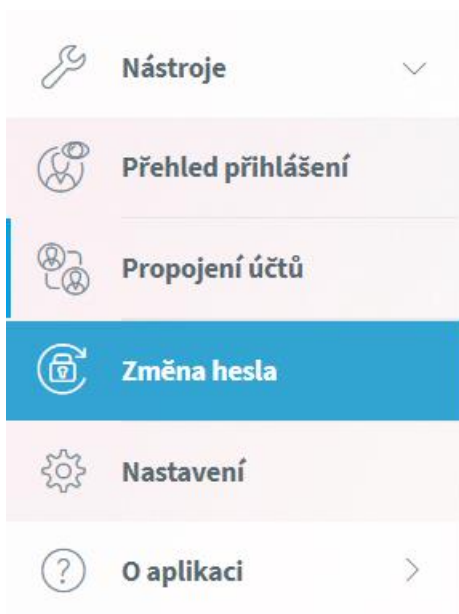 Nástroje
Přehled přihlášení
Propojení účtů
Změna hesla
Nastavení
O aplikaci